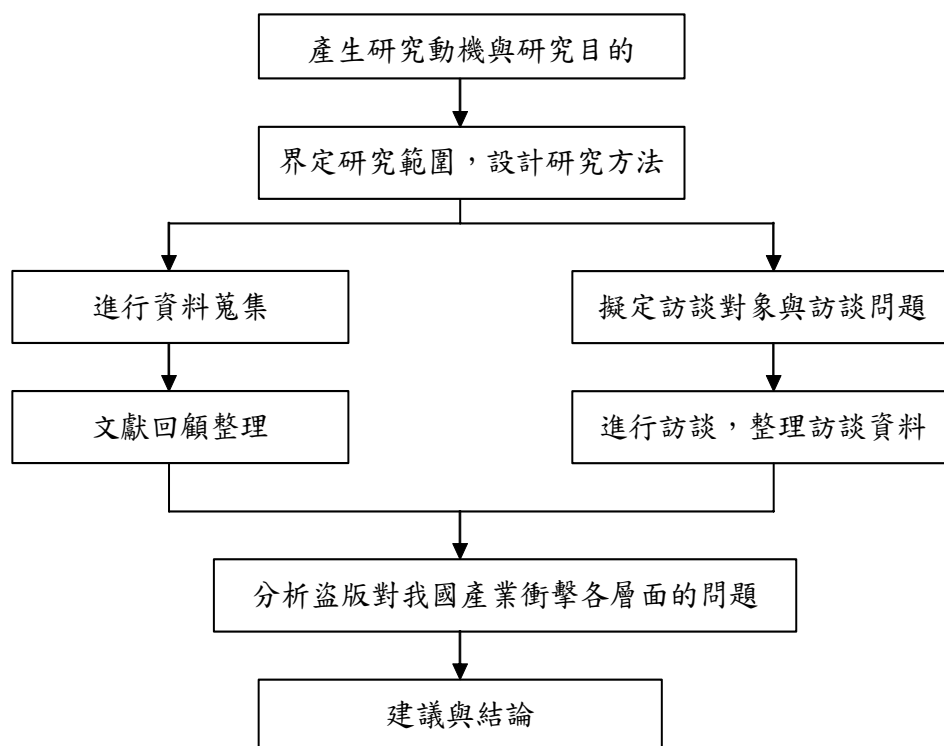 產生研究動機與研究目的
界定研究範圍，設計研究方法
進行資料蒐集
擬定訪談對象與訪談問題
文獻回顧整理
進行訪談，整理訪談資料
分析盜版對我國產業衝擊各層面的問題
建議與結論